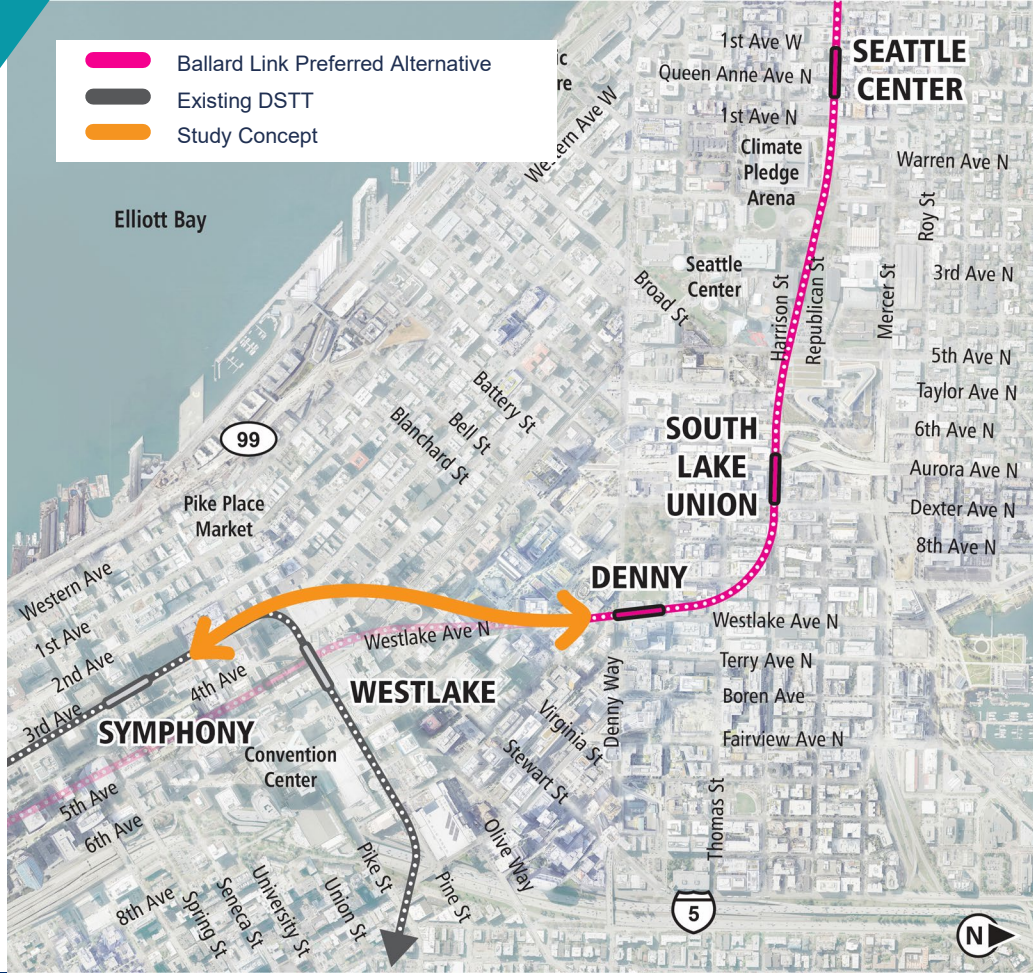 Ballard Link Preferred Alternative
Existing DSTT
Study Concept
ic
re
1st Ave W
SEATTLE
CENTER
Queen Anne Ave N
1st Ave N
Western Ave W
Climate
Pledge
Arena
Warren Ave N
Roy St
Elliott Bay
Seattle
Center
3rd Ave N
Broad St
Harrison St
Republican St
Mercer St
5th Ave N
Taylor Ave N
Battery St
Bell St
Blanchard St
6th Ave N
99
SOUTH
LAKE
UNION
Aurora Ave N
Dexter Ave N
8th Ave N
Pike Place
Market
DENNY
Western Ave
1st Ave
2nd Ave
3rd Ave
4th Ave
Westlake Ave N
Westlake Ave N
Terry Ave N
Boren Ave
Fairview Ave N
WESTLAKE
SYMPHONY
Denny Way
Virginia St
Stewart St
Convention
Center
5th Ave
6th Ave
Thomas St
Olive Way
8th Ave
Spring St
Seneca St
University St
Union St
Pike St
Pine St
5
N